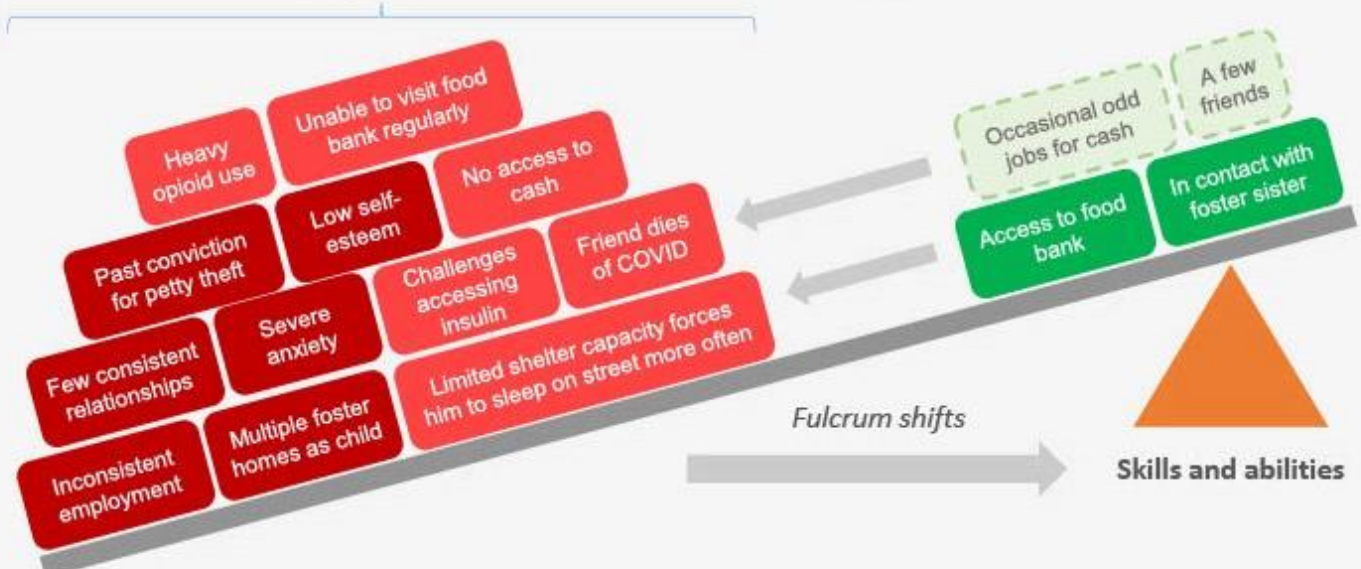 Heavy
opioid use
Unable to visit food
bank regularly
Past conviction
for petty theft
Low self-
esteem
No access to
cash
Few consistent
relationships
Severe
anxiety
Challenges
accessing
insulin
Friend dies
of COVID
Inconsistent
employment
Multiple foster
homes as child
Limited shelter capacity forces
him to sleep on street more often
Occasional odd
jobs for cash
A few
friends
Access to food
bank
In contact with
foster sister
Fulcrum shifts
Skills and abilities